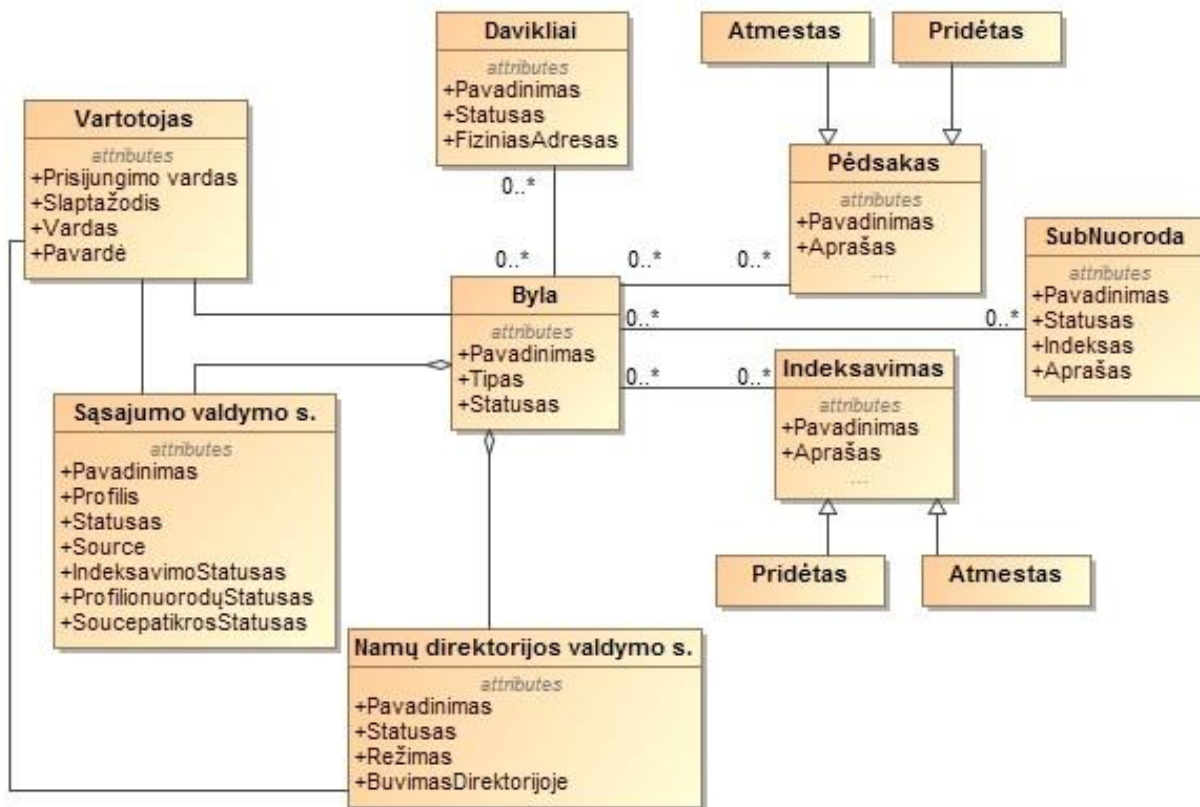 Davikliai
attributes
+Pavadinimas
+Statusas
+FiziniasAdresas
0..*
0..*
Atmestas
Pridėtas
Pėdsakas
attributes
+Pavadinimas
+Aprašas
...
Vartotojas
attributes
+Prisijungimo vardas
+Slaptažodis
+Vardas
+Pavardė
SubNuoroda
attributes
+Pavadinimas
+Statusas
+Indeksas
+Aprašas
Byla
attributes
+Pavadinimas
+Tipas
+Statusas
0..* 0..*
0..* 0..*
0..* 0..*
Indeksavimas
attributes
+Pavadinimas
+Aprašas
...
Pridėtas
Atmestas
Sąsajumo valdymo s.
attributes
+Pavadinimas
+Profilis
+Statusas
+Source
+IndeksavimoStatusas
+ProfilionuorodųStatusas
+SoucepatikrosStatusas
Namų direktorijos valdymo s.
attributes
+Pavadinimas
+Statusas
+Režimas
+BuvimasDirektorijoje